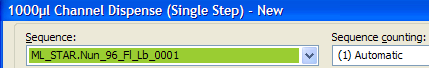 1000µl Channel Dispense (Single Step) - New
Sequence: Sequence counting:
ML_STAR.Nun_96_Fl_Lb_0001 (1) Automatic